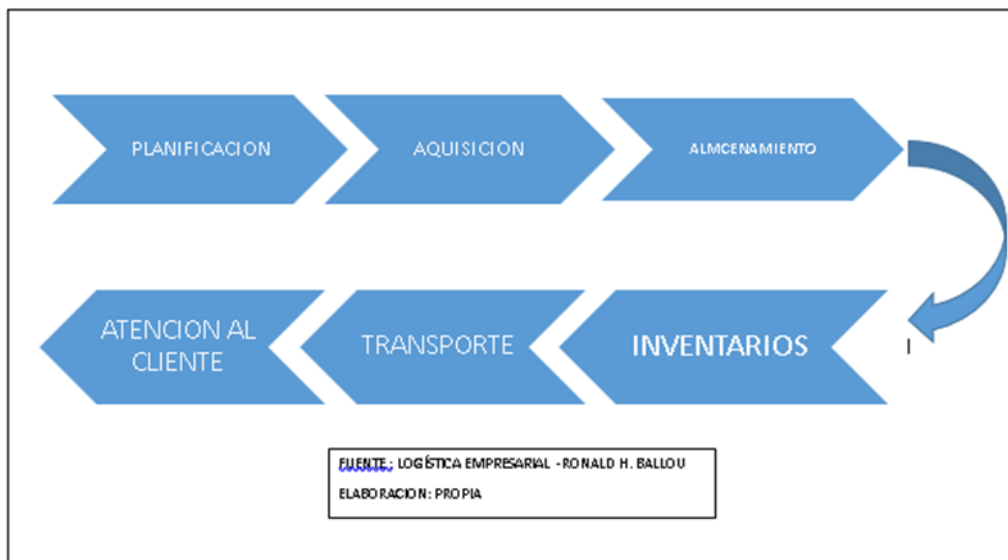 PLANIFICACION
AQUISICION
ALMCENAMIENTO
INVENTARIOS
TRANSPORTE
ATENCION AL
CLIENTE
FUENTE: LOGÍSTICA EMPRESARIAL - RONALD H. BALLOU
ELABORACION: PROPIA